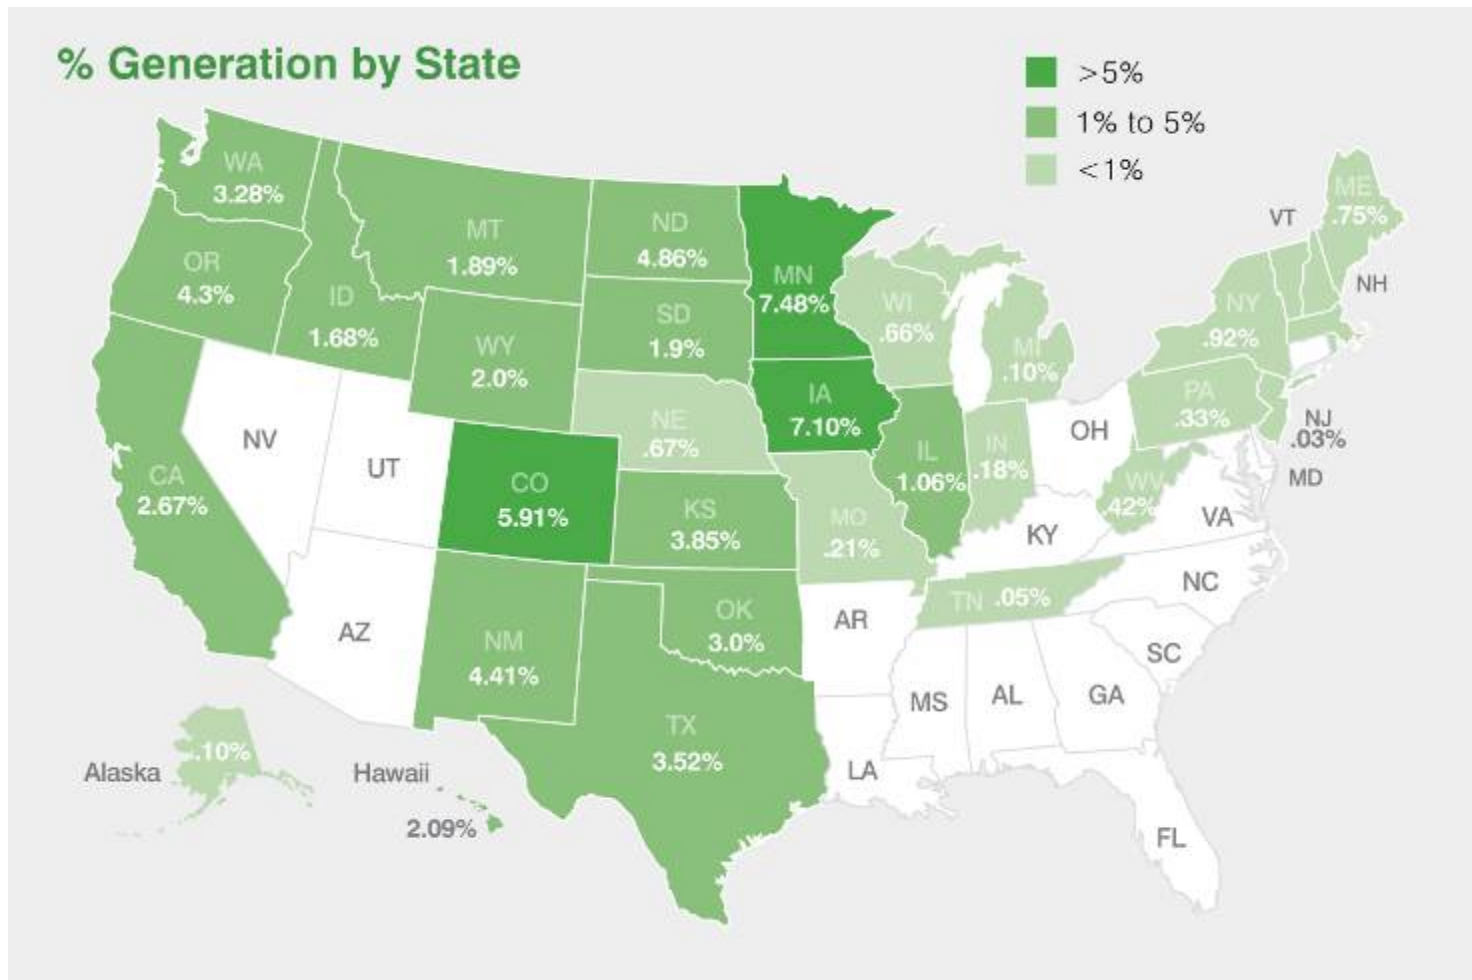 % Generation by State
>5%
1% to 5%
<1%
WA
3.28%
OR
4.3%
CA
2.67%
NV
ID
1.68%
MT
1.89%
WY
2.0%
UT
CO
5.91%
AZ
NM
4.41%
ND
4.86%
SD
1.9%
NE
.67%
KS
3.85%
OK
3.0%
TX
3.52%
MN
7.48%
IA
7.10%
MO
.21%
AR
LA
WI
.66%
IL
1.06%
MI
.10%
IN
.18%
OH
KY
TN .05%
MS
AL
GA
FL
SC
NC
VA
WV
.42%
MD
PA
.33%
NJ
.03%
NY
.92%
VT
NH
ME
.75%
Alaska
.10%
Hawaii
2.09%